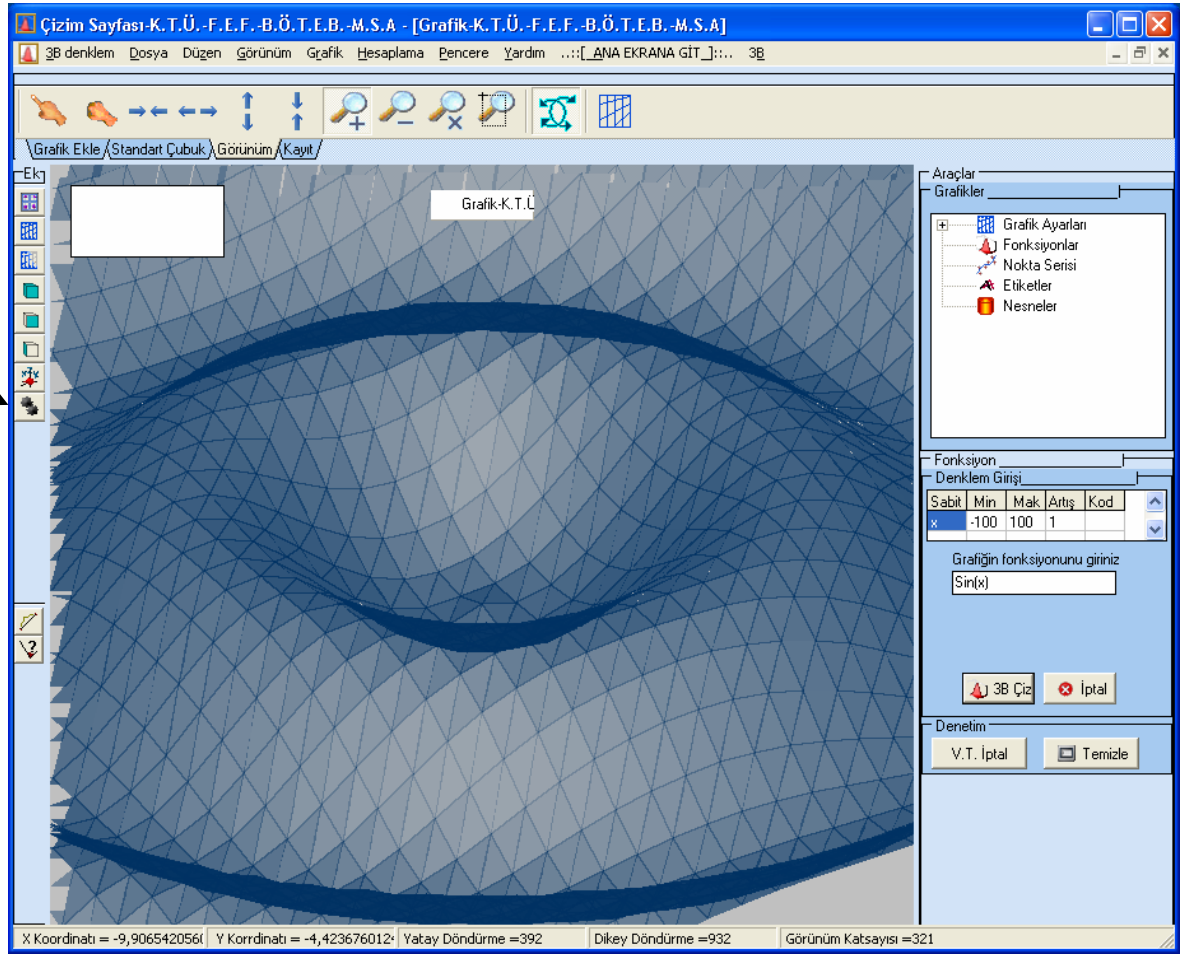 Çizim Sayfası-K.T.Ü.-F.E.F.-B.Ö.T.E.B.-M.S.A - [Grafik-K.T.Ü.-F.E.F.-B.Ö.T.E.B.-M.S.A]
3B denklem Dosya Düzen Görünüm Grafik Hesaplama Pencere Yardım ..::[_ANA EKRANA GİT_]::.. 3B
Grafik Ekle Standart Çubuk Görünüm Kayıt
Ek
Grafik-K.T.Ü
Araçlar
Grafikler
Grafik Ayarları
Fonksiyonlar
Nokta Serisi
Etiketler
Nesneler
Fonksiyon
Denklem Girişi
Sabit Min Mak Artış Kod
x -100 100 1
Grafiğin fonksiyonunu giriniz
Sin(x)
3B Çiz İptal
Denetim
V.T. İptal Temizle
X Koordinatı = -9,906542056( Y Korrdinatı = -4,423676012 Yatay Döndürme =392 Dikey Döndürme =932 Görünüm Katsayısı =321